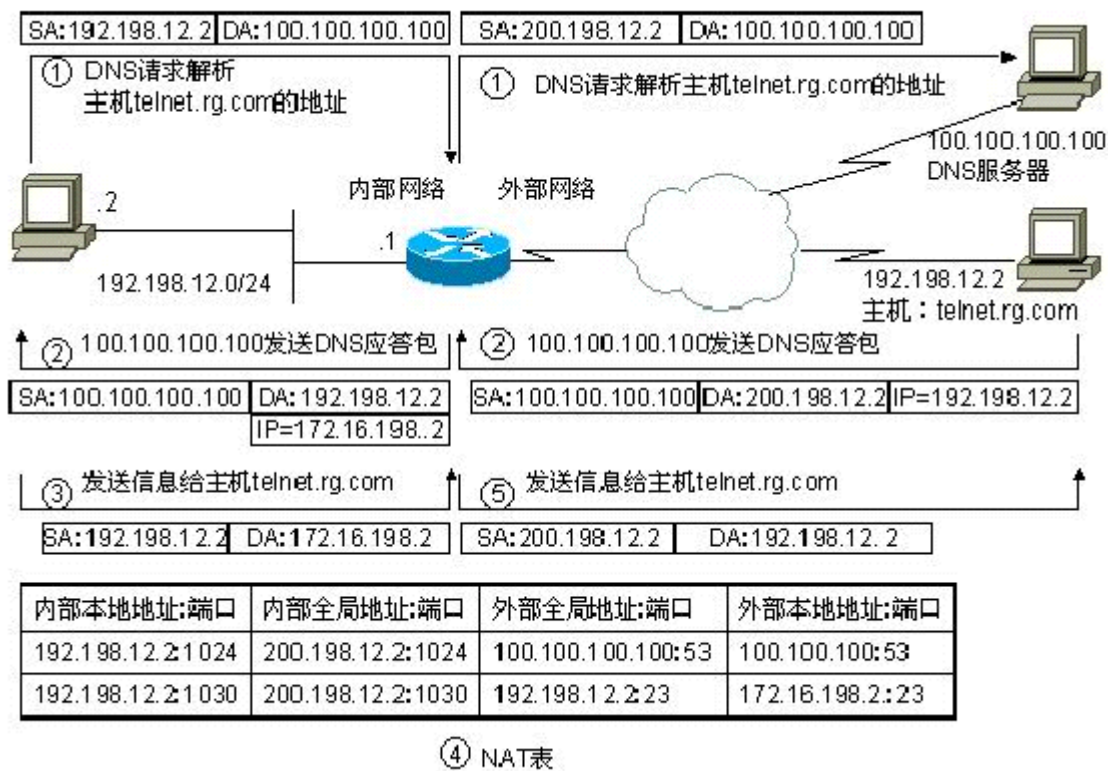 SA:192.198.12.2 DA:100.100.100.100 SA:200.198.12.2 DA:100.100.100.100
① DNS请求解析
主机telnet.rg.com的地址
① DNS请求解析主机telnet.rg.com的地址
100.100.100.100
DNS服务器
内部网络 外部网络
.2
.1
192.198.12.0/24
192.198.12.2
主机：telnet.rg.com
② 100.100.100.100发送DNS应答包
② 100.100.100.100发送DNS应答包
SA:100.100.100.100 DA:192.198.12.2
IP=172.16.198..2
SA:100.100.100.100 DA:200.198.12.2 IP=192.198.12.2
③ 发送信息给主机telnet.rg.com
⑤ 发送信息给主机telnet.rg.com
SA:192.198.12.2 DA:172.16.198.2
SA:200.198.12.2 DA:192.198.12.2
内部本地地址:端口 内部全局地址:端口 外部全局地址:端口 外部本地地址:端口
192.198.12.2:1024 200.198.12.2:1024 100.100.100.100:53 100.100.100:53
192.198.12.2:1030 200.198.12.2:1030 192.198.12.2:23 172.16.198.2.:23
④ NAT表